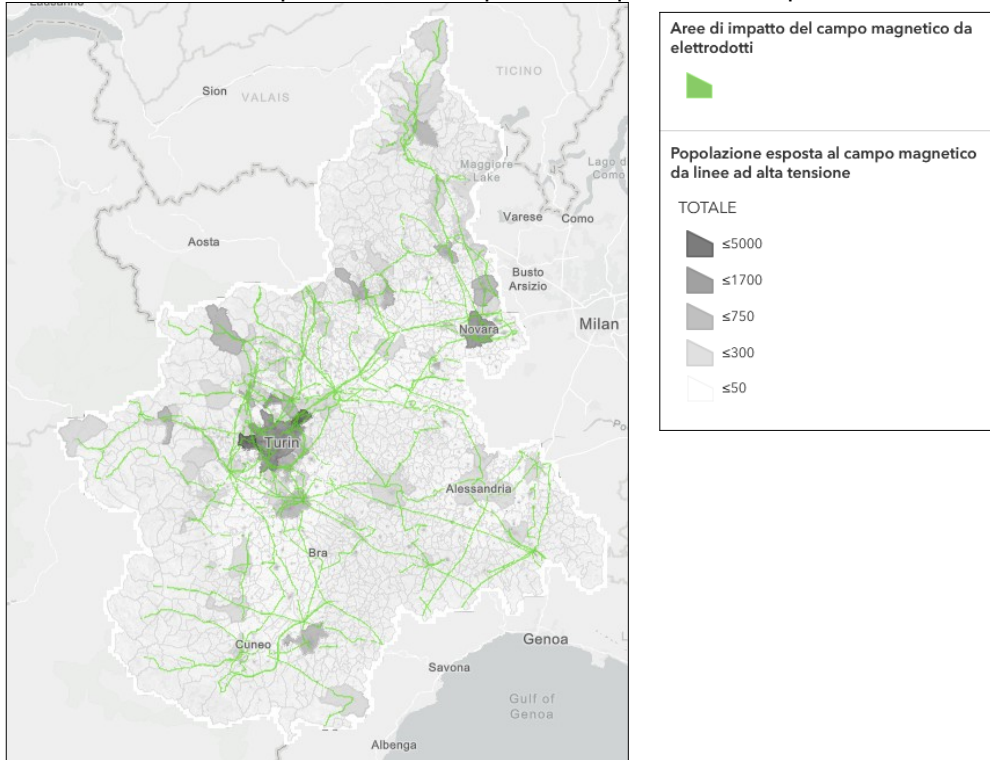 Lausanne
TICINO
Sion
VALAIS
Maggiore
Lake
Lago d
Como
Varese
Como
Aosta
Busto
Arsizio
Novara
Milan
Turin
Po
Alessandria
Bra
Cuneo
Genoa
Savona
Gulf of
Genoa
Albenga
Aree di impatto del campo magnetico da
elettrodotti
Popolazione esposta al campo magnetico
da linee ad alta tensione
TOTALE
≤5000
≤1700
≤750
≤300
≤50